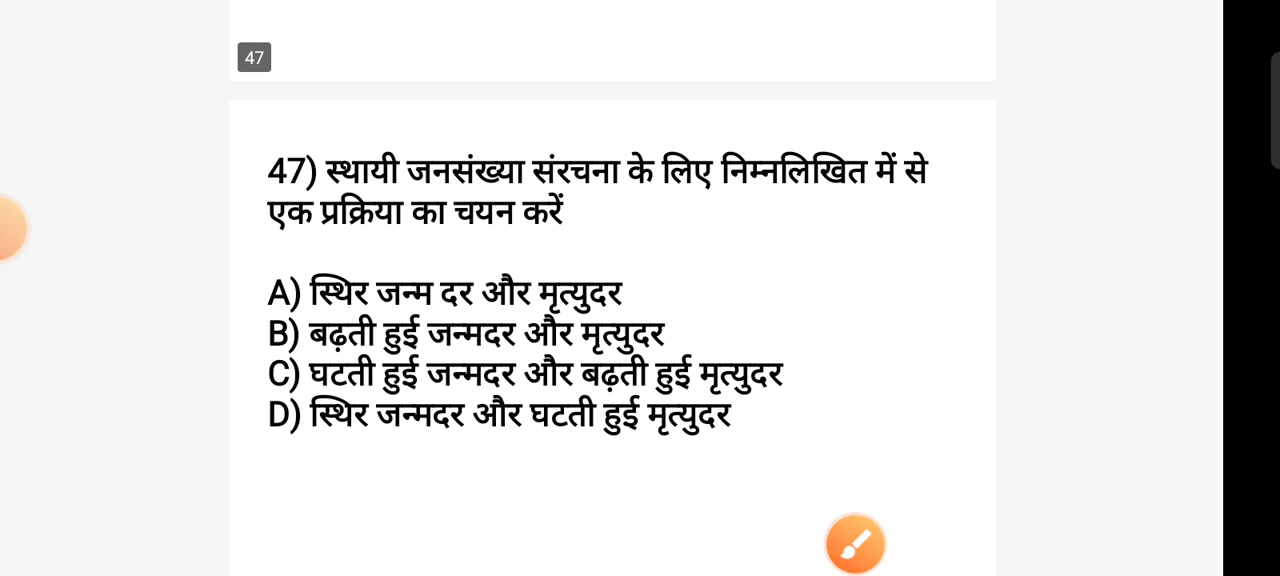 47
47) स्थायी जनसंख्या संरचना के लिए निम्नलिखित में से
एक प्रक्रिया का चयन करें
A) स्थिर जन्म दर और मृत्युदर
B) बढ़ती हुई जन्मदर और मृत्युदर
C) घटती हुई जन्मदर और बढ़ती हुई मृत्युदर
D) स्थिर जन्मदर और घटती हुई मृत्युदर